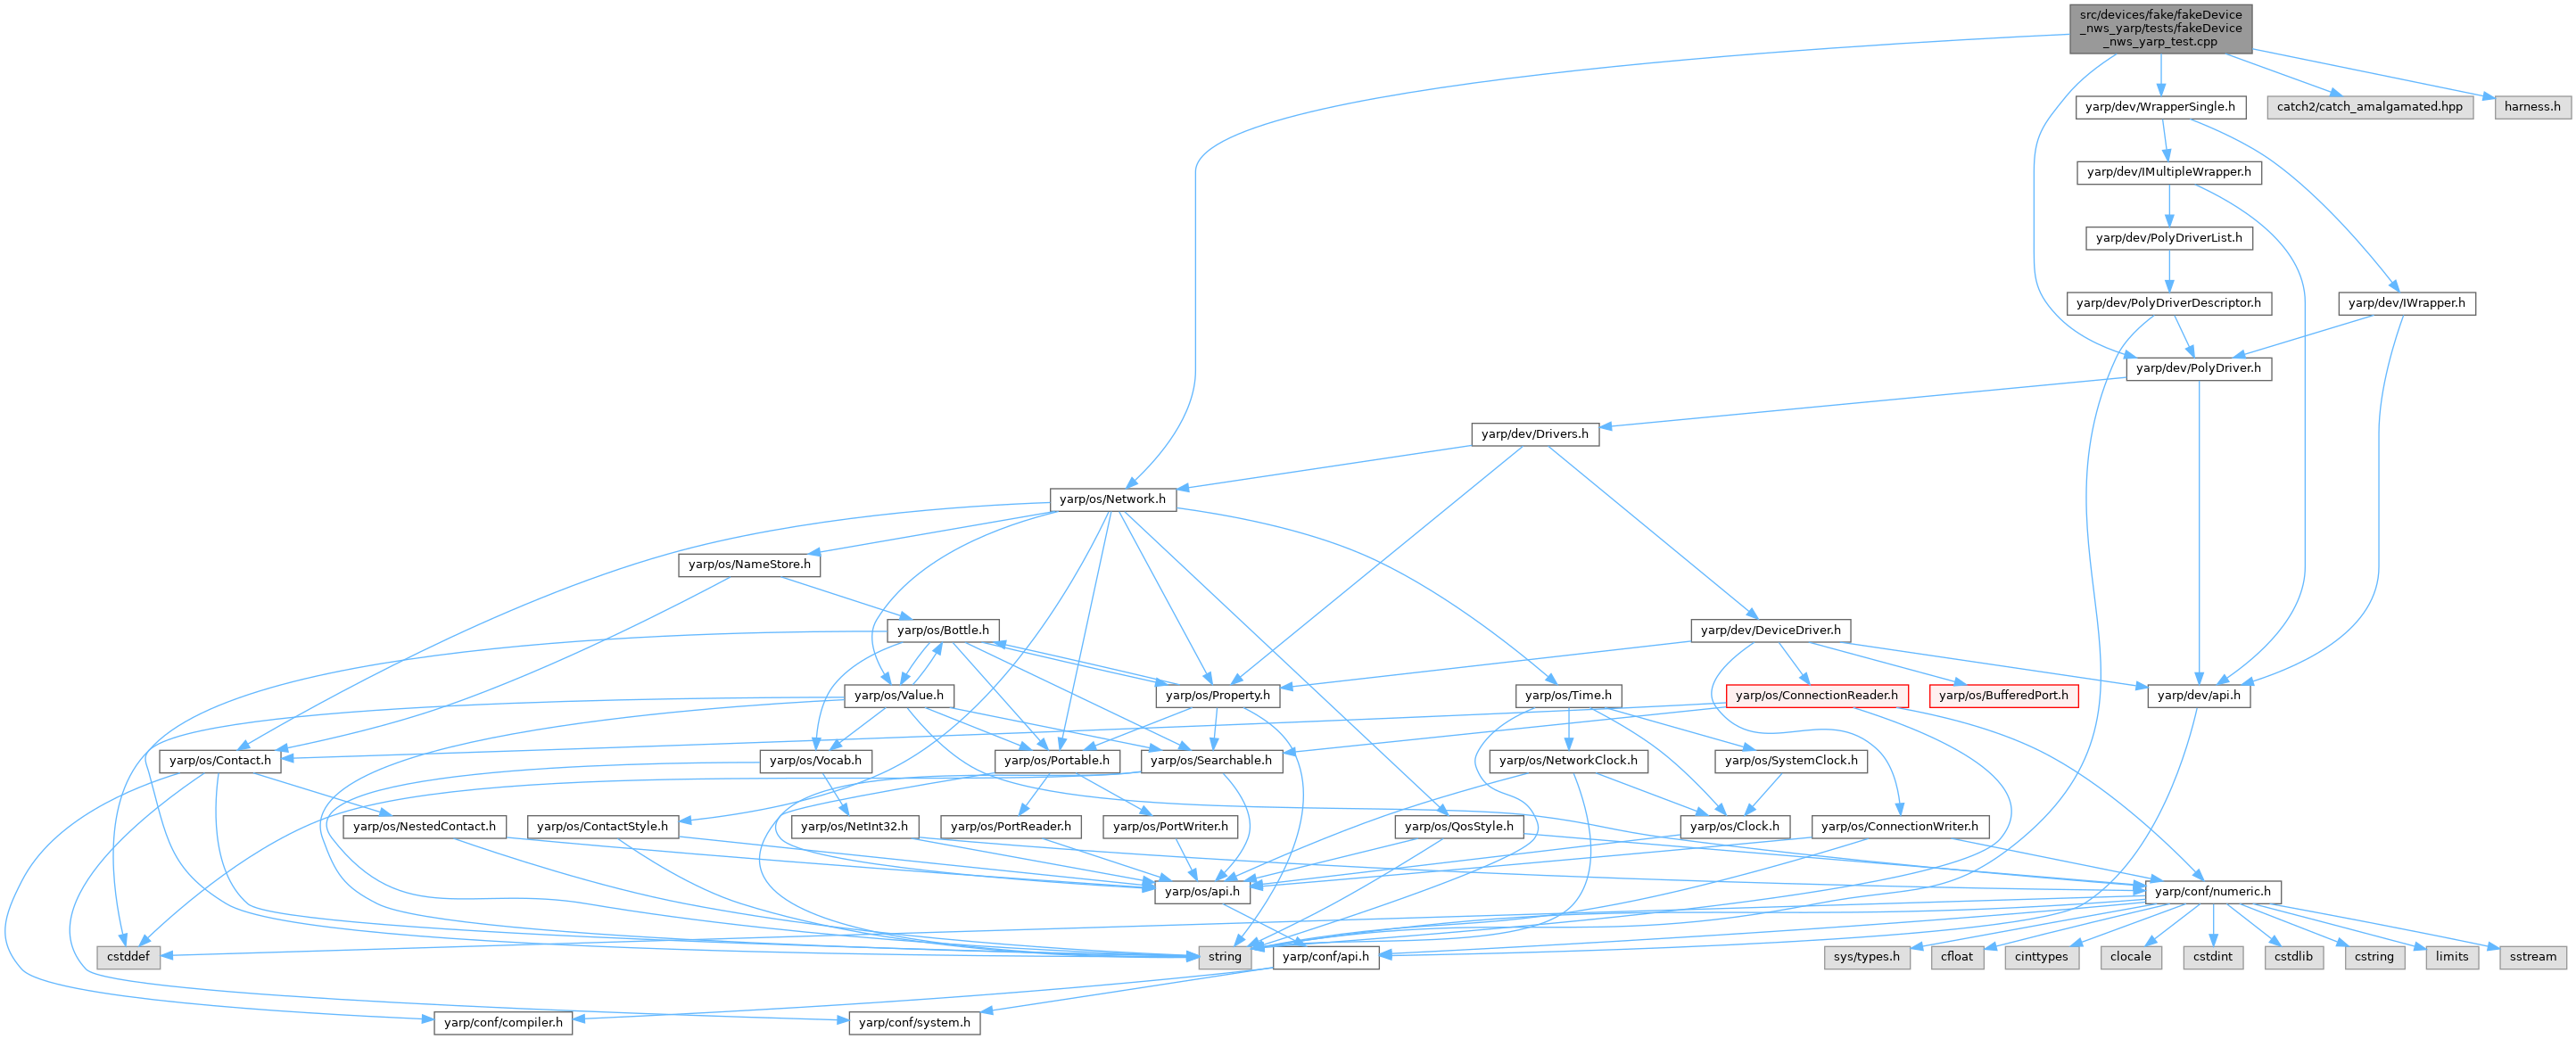 src/devices/fake/fakeDevice
_nws_yarp/tests/fakeDevice
_nws_yarp_test.cpp
yarp/dev/WrapperSingle.h
catch2/catch_amalgamated.hpp
harness.h
yarp/dev/IMultipleWrapper.h
yarp/dev/PolyDriverList.h
yarp/dev/PolyDriverDescriptor.h
yarp/dev/IWrapper.h
yarp/dev/PolyDriver.h
yarp/dev/Drivers.h
yarp/os/Network.h
yarp/os/NameStore.h
yarp/os/Bottle.h
yarp/dev/DeviceDriver.h
yarp/os/Value.h
yarp/os/Property.h
yarp/os/Time.h
yarp/os/ConnectionReader.h
yarp/os/BufferedPort.h
yarp/dev/api.h
yarp/os/Contact.h
yarp/os/Vocab.h
yarp/os/Portable.h
yarp/os/Searchable.h
yarp/os/NetworkClock.h
yarp/os/SystemClock.h
yarp/os/NestedContact.h
yarp/os/ContactStyle.h
yarp/os/NetInt32.h
yarp/os/PortReader.h
yarp/os/PortWriter.h
yarp/os/QosStyle.h
yarp/os/Clock.h
yarp/os/ConnectionWriter.h
yarp/os/api.h
yarp/conf/numeric.h
cstddef
string
yarp/conf/api.h
sys/types.h
cfloat
cinttypes
clocale
cstdint
cstdlib
cstring
limits
sstream
yarp/conf/compiler.h
yarp/conf/system.h